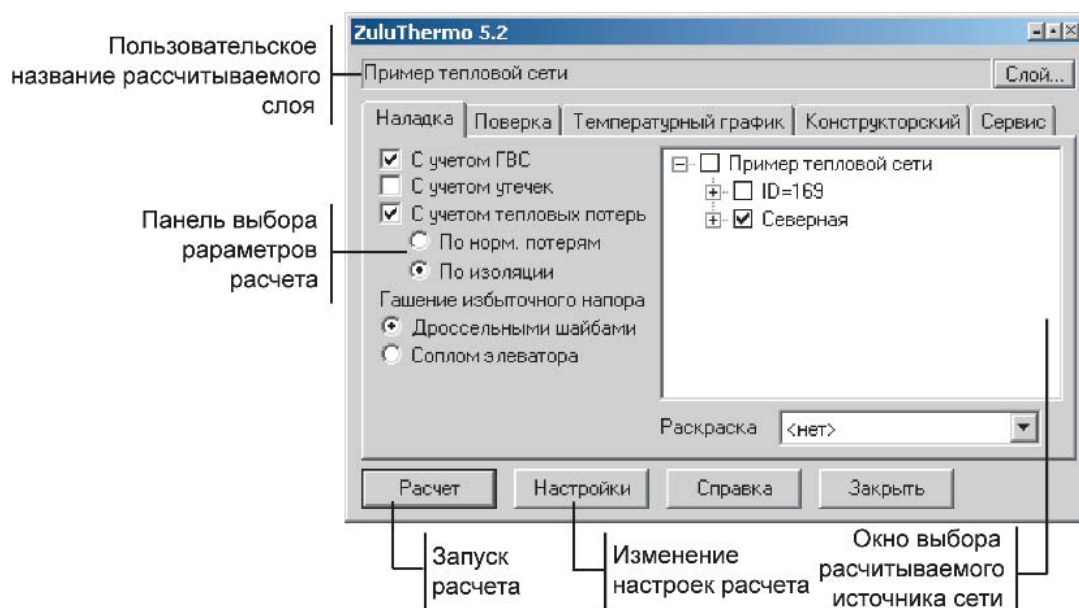 Пользовательское
название рассчитываемого
слоя
ZuluThermo 5.2
Пример тепловой сети
Слой...
Наладка
Поверка
Температурный график
Конструкторский
Сервис
С учетом ГВС
С учетом утечек
С учетом тепловых потерь
По норм. потерям
По изоляции
Гашение избыточного напора
Дроссельными шайбами
Соплом элеватора
Панель выбора
рараметров
расчета
Пример тепловой сети
ID=169
Северная
Раскраска
<нет>
Расчет
Настройки
Справка
Закрыть
Запуск
расчета
Изменение
настроек расчета
Окно выбора
расчитываемого
источника сети